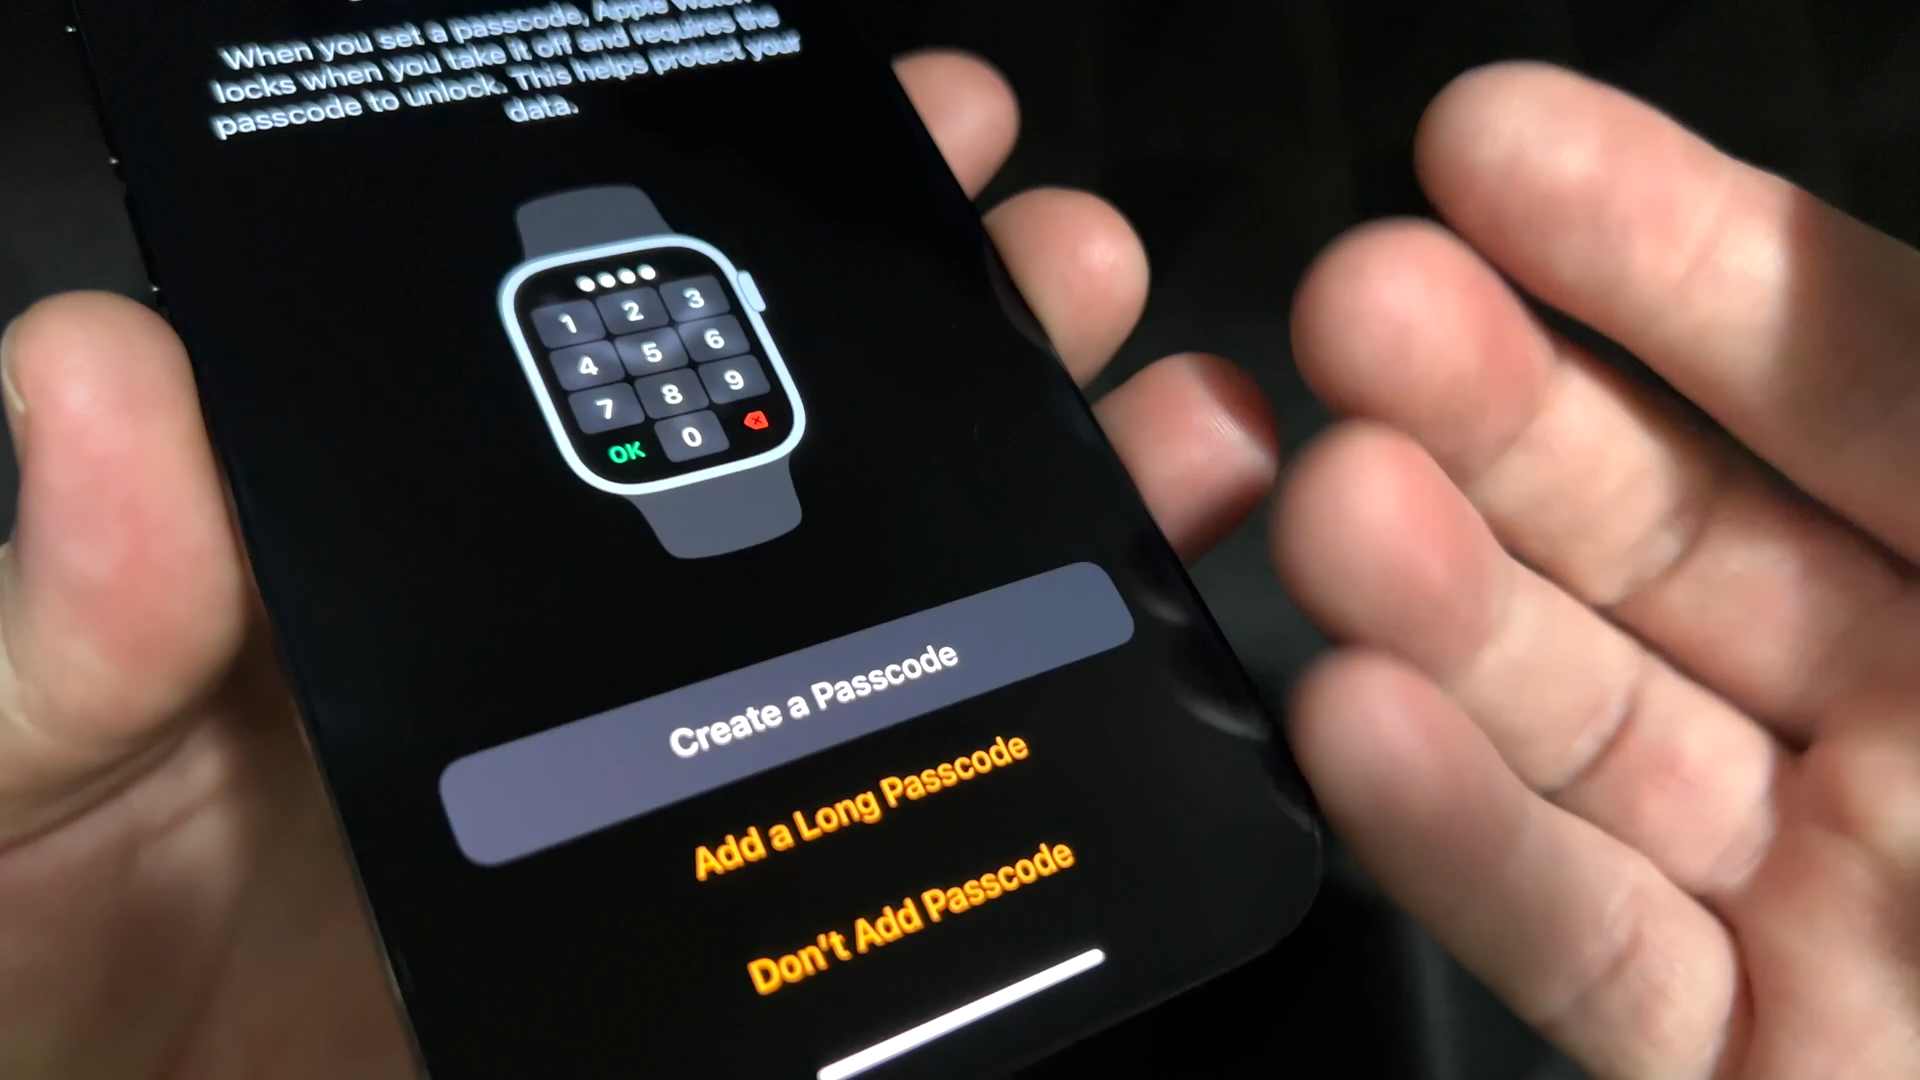 When you set a passcode, Apple Watch
locks when you take it off and requires the
passcode to unlock. This helps protect your
data.
1 2 3
4 5 6
7 8 9
OK 0
Create a Passcode
Add a Long Passcode
Don't Add Passcode